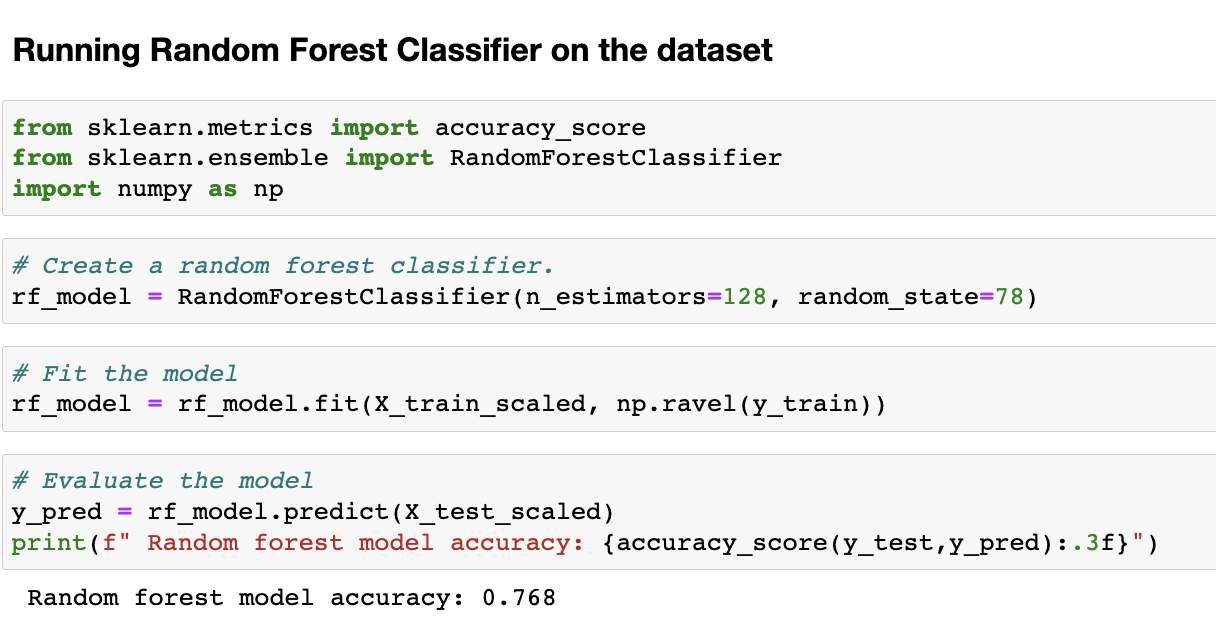 Running Random Forest Classifier on the dataset
from sklearn.metrics import accuracy_score
from sklearn.ensemble import RandomForestClassifier
import numpy as np
# Create a random forest classifier.
rf_model = RandomForestClassifier(n_estimators=128, random_state=78)
# Fit the model
rf_model = rf_model.fit(X_train_scaled, np.ravel(y_train))
# Evaluate the model
y_pred = rf_model.predict(X_test_scaled)
print(f" Random forest model accuracy: {accuracy_score(y_test,y_pred):.3f}")
Random forest model accuracy: 0.768